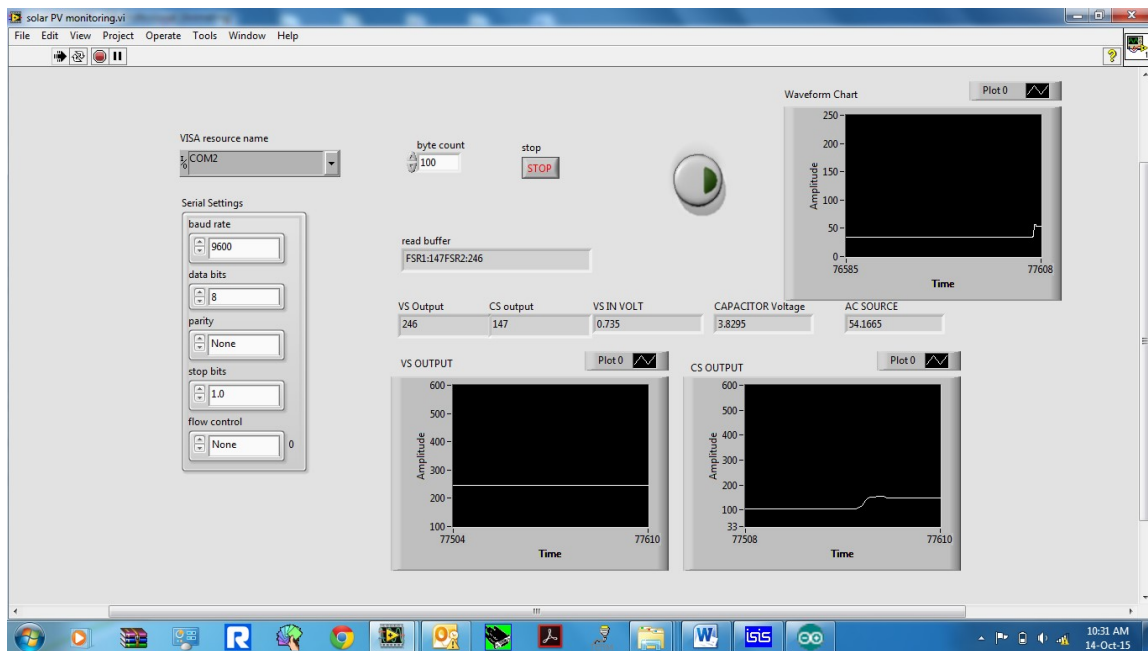 solar PV monitoring.vi
File Edit View Project Operate Tools Window Help
VISA resource name
COM2
byte count
100
stop
STOP
Serial Settings
baud rate
9600
data bits
8
parity
None
stop bits
1.0
flow control
None 0
read buffer
FSR1:147FSR2:246
VS Output CS output VS IN VOLT CAPACITOR Voltage AC SOURCE
246 147 0.735 3.8295 54.1665
Waveform Chart Plot 0
250
200
150
100
50
0
Amplitude
76585 77608
Time
VS OUTPUT Plot 0
600
500
400
300
200
100
Amplitude
77504 77610
Time
CS OUTPUT Plot 0
600
500
400
300
200
100
33
Amplitude
77508 77610
Time
R
W
isis
10:31 AM
14-Oct-15